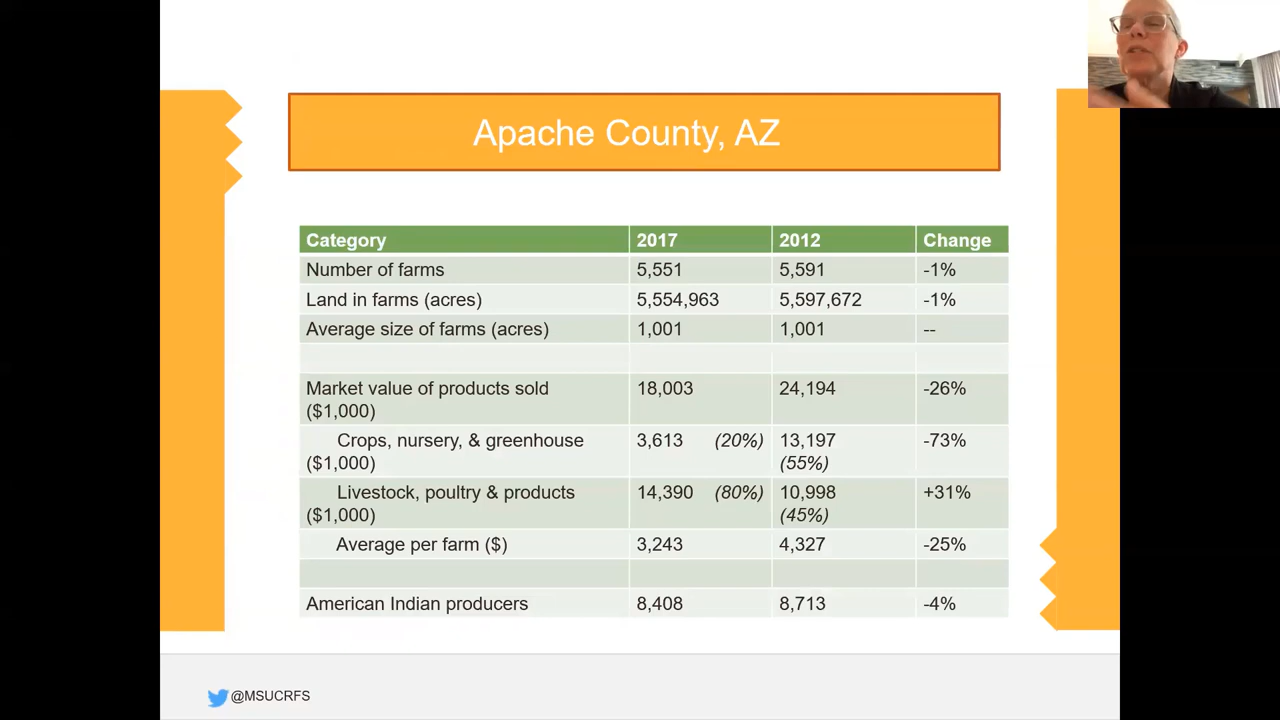 Apache County, AZ
Category 2017 2012 Change
Number of farms 5,551 5,591 -1%
Land in farms (acres) 5,554,963 5,597,672 -1%
Average size of farms (acres) 1,001 1,001 --
Market value of products sold 18,003 24,194 -26%
($1,000)
Crops, nursery, & greenhouse 3,613 (20%) 13,197 -73%
($1,000) (55%)
Livestock, poultry & products 14,390 (80%) 10,998 +31%
($1,000) (45%)
Average per farm ($) 3,243 4,327 -25%
American Indian producers 8,408 8,713 -4%
@MSUCRFS